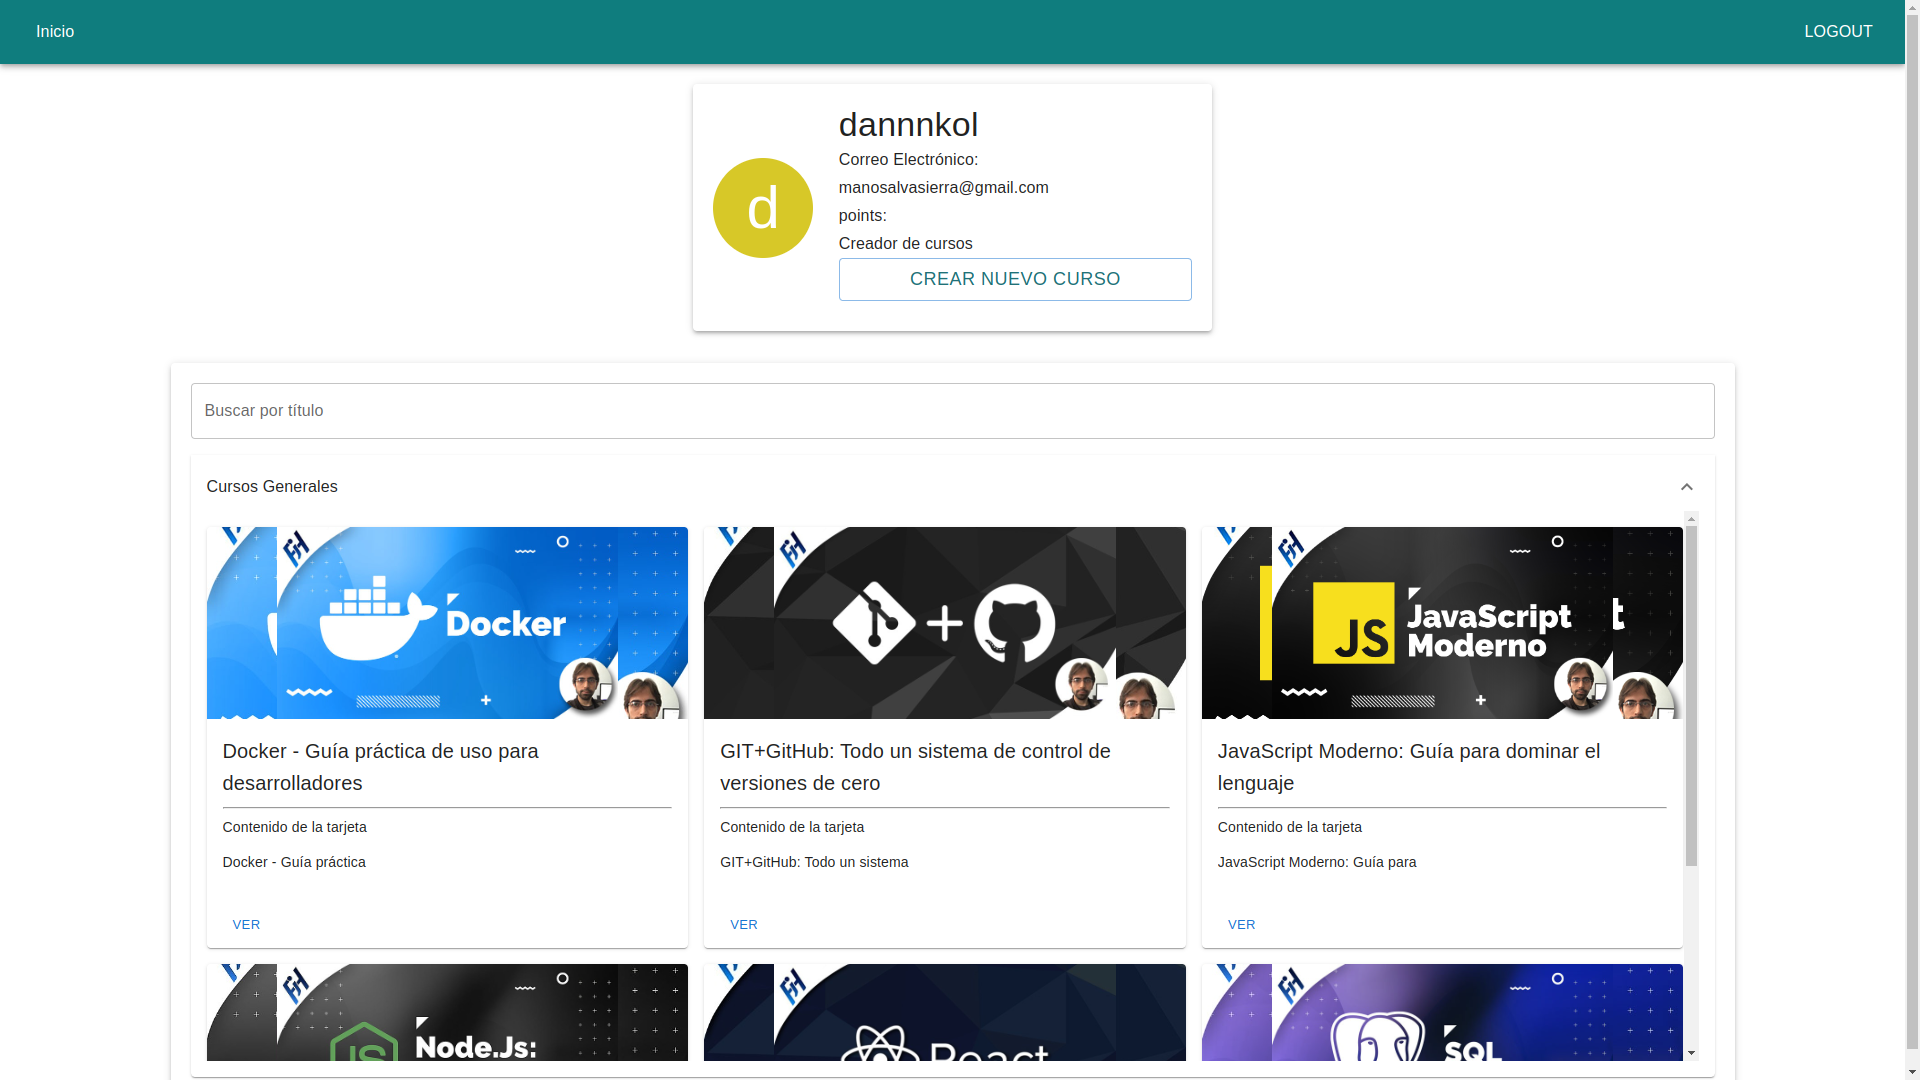 Inicio
LOGOUT
dannnkol
d
Correo Electrónico:
manosalvasierra@gmail.com
points:
Creador de cursos
CREAR NUEVO CURSO
Buscar por título
Cursos Generales
Docker
JS
JavaScript
Moderno
t
Docker - Guía práctica de uso para
desarrolladores
Contenido de la tarjeta
Docker - Guía práctica
VER
GIT+GitHub: Todo un sistema de control de
versiones de cero
Contenido de la tarjeta
GIT+GitHub: Todo un sistema
VER
JavaScript Moderno: Guía para dominar el
lenguaje
Contenido de la tarjeta
JavaScript Moderno: Guía para
VER
JS
Node.Js:
React
SQL